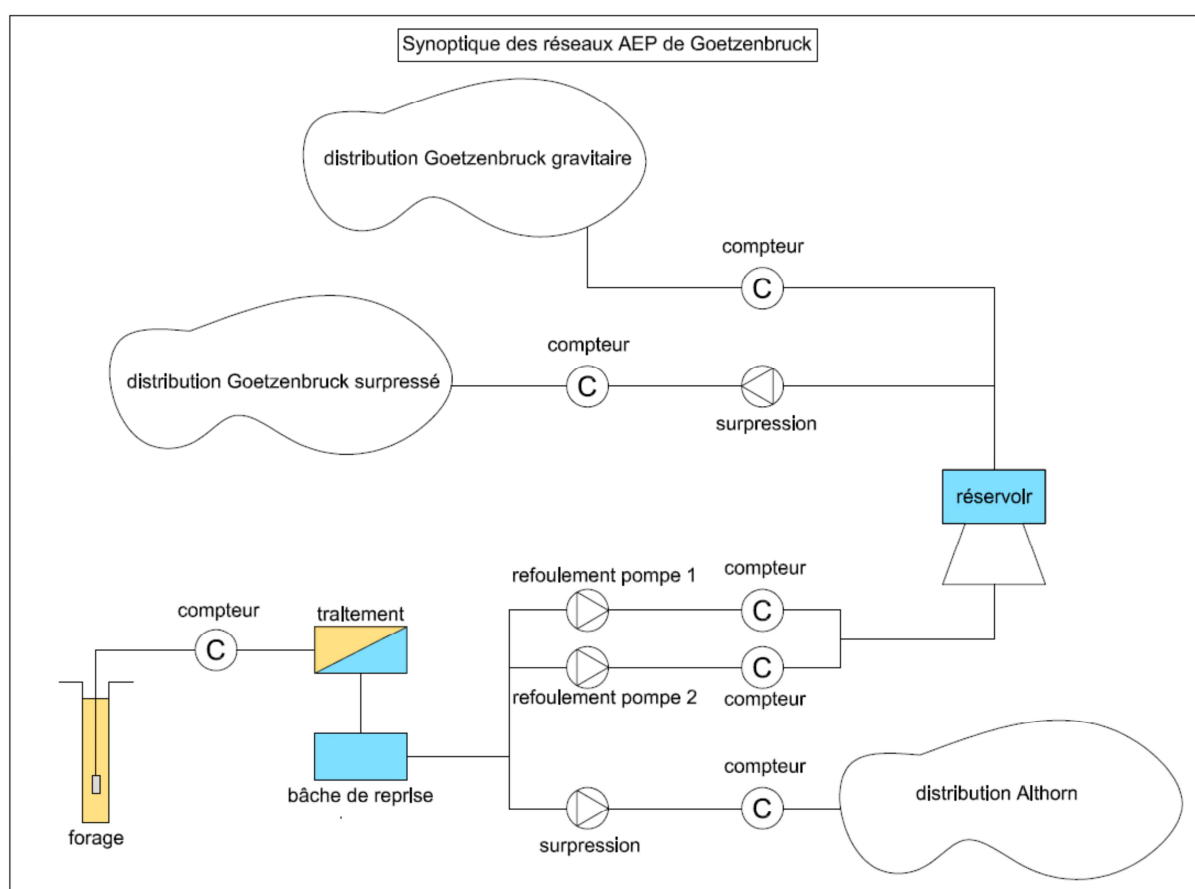 Synoptique des réseaux AEP de Goetzenbruck
distribution Goetzenbruck gravitaire
compteur
C
compteur
distribution Goetzenbruck surpressé
C
surpression
réservoir
refoulement pompe 1
compteur
compteur
traitement
C
C
C
refoulement pompe 2
compteur
bâche de reprise
compteur
distribution Althorn
C
forage
surpression